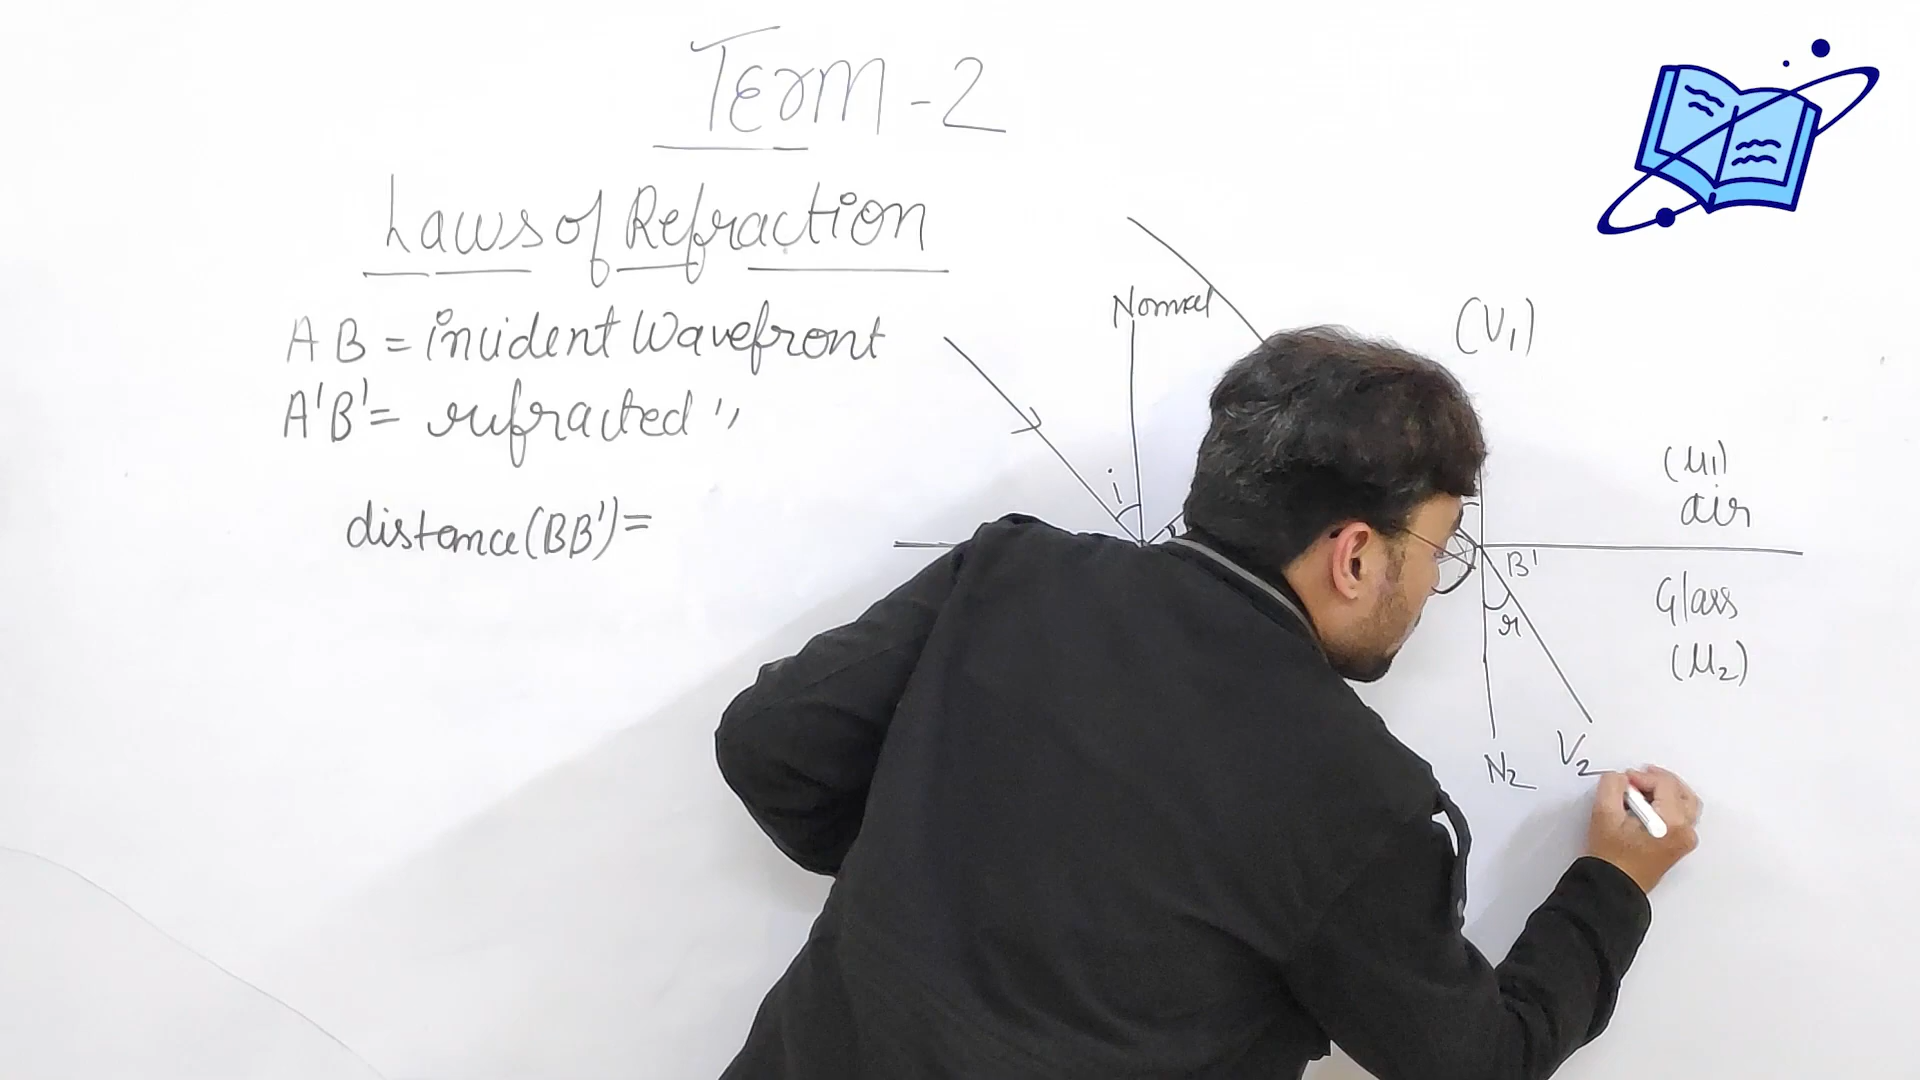 Term - 2
Laws of Refraction
AB = incident Wavefront
A'B' = refracted ''
distance (BB') =
Normal
(V₁)
i
(μ₁)
air
B'
Glass
r
(μ₂)
V₂
N₂